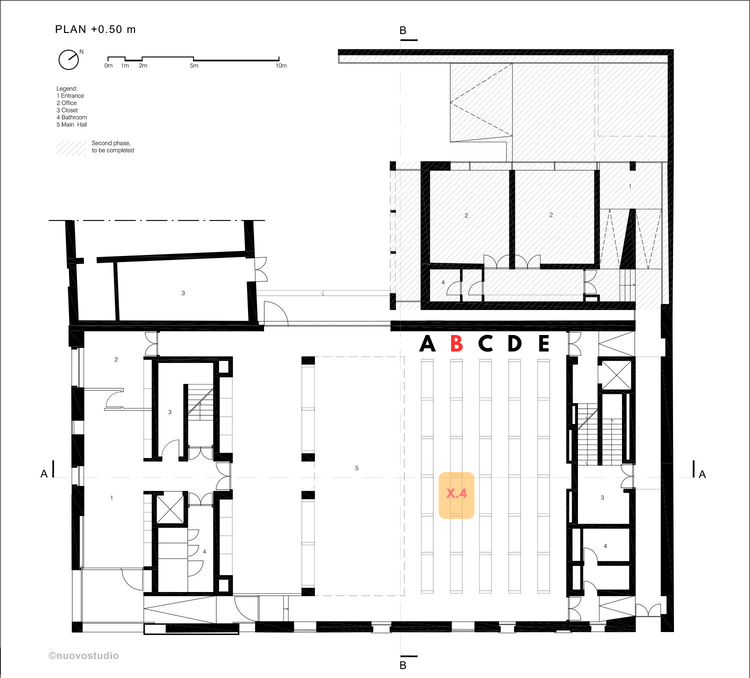 PLAN +0.50 m
B
N
0m 1m 2m 5m 10m
Legend:
1 Entrance
2 Office
3 Closet
4 Bathroom
5 Main Hall
Second phase,
to be completed
1
2 2
4
3
A B C D E
2
3
5
A A
X.4
1
3
4
4
B
©nuovostudio